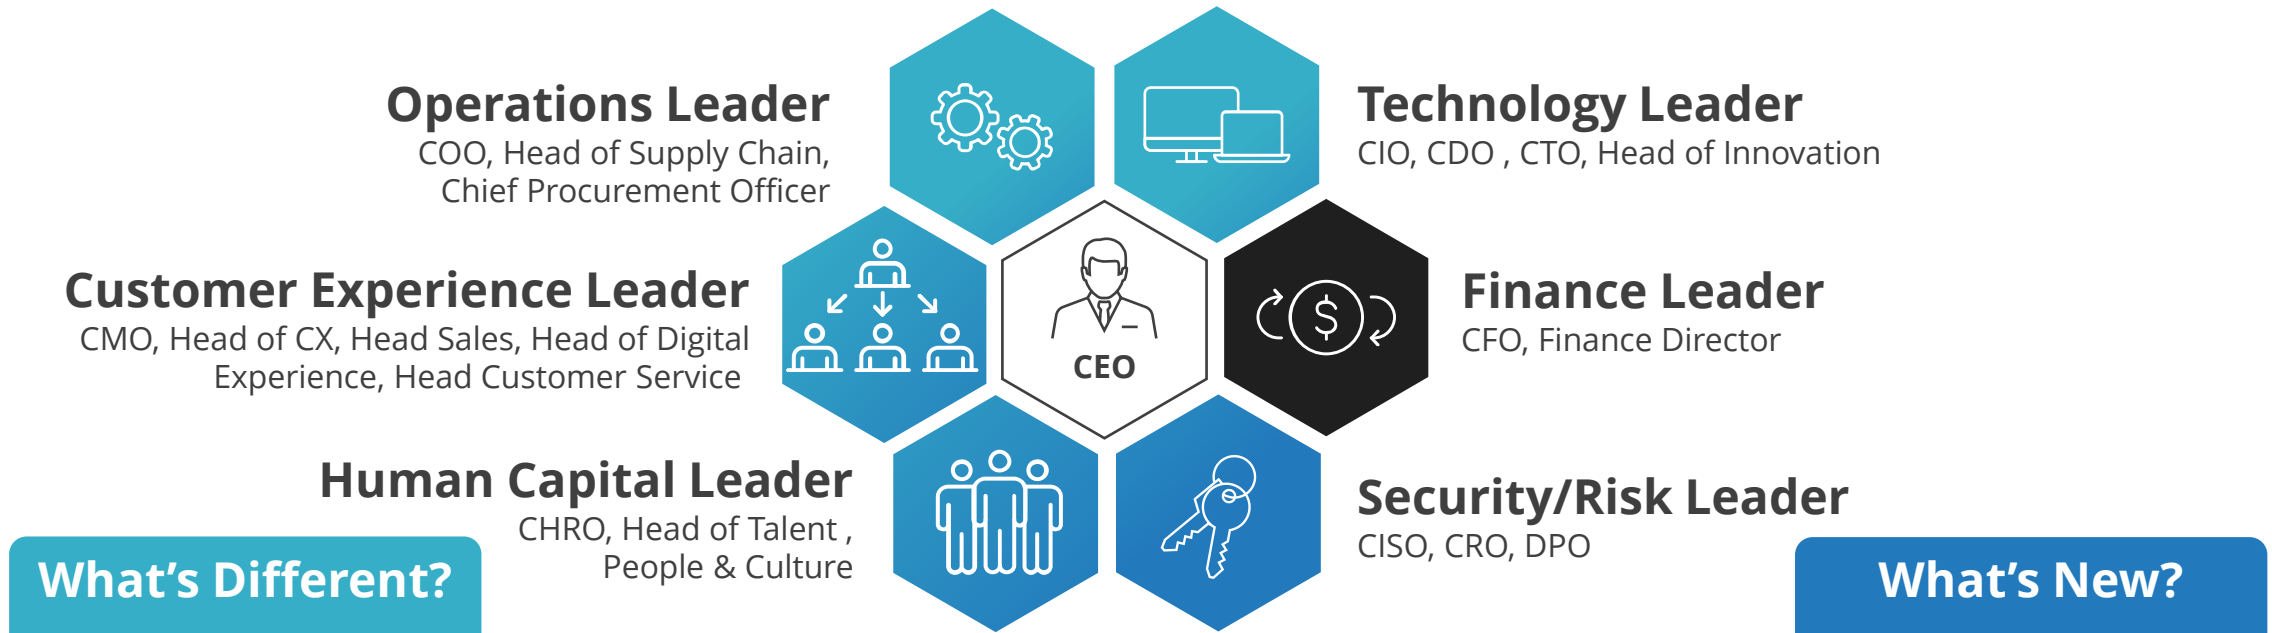 Operations Leader
COO, Head of Supply Chain,
Chief Procurement Officer
Technology Leader
CIO, CDO , CTO, Head of Innovation
Customer Experience Leader
CMO, Head of CX, Head Sales, Head of Digital
Experience, Head Customer Service
CEO
$
Finance Leader
CFO, Finance Director
Human Capital Leader
CHRO, Head of Talent ,
People & Culture
Security/Risk Leader
CISO, CRO, DPO
What's Different?
What's New?